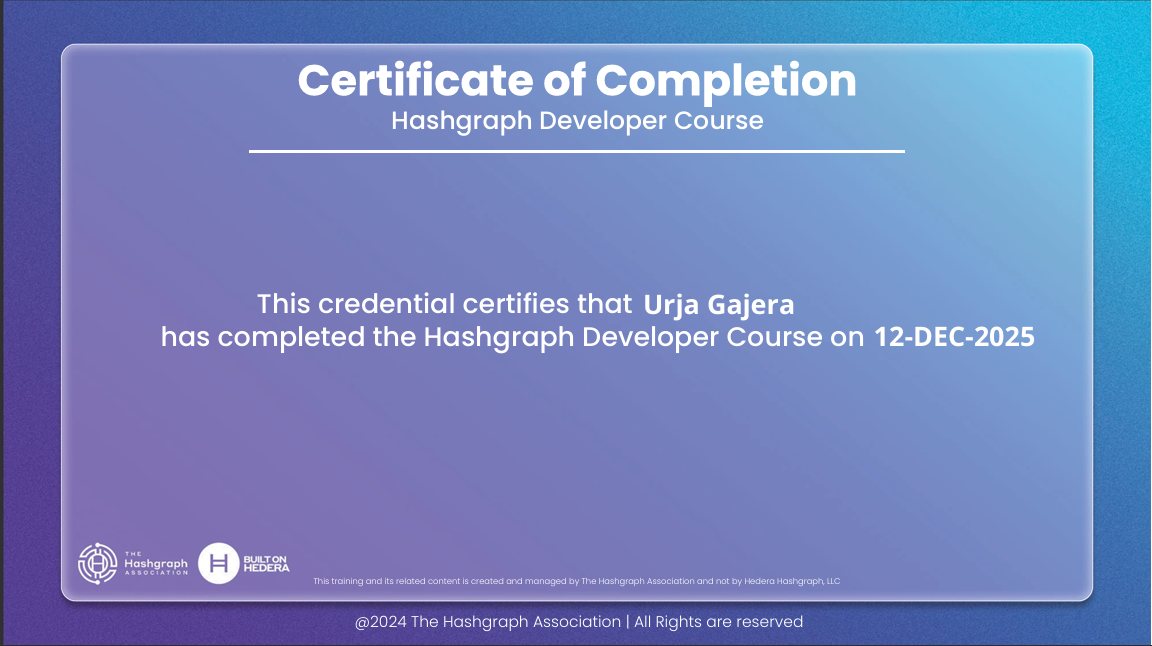 Certificate of Completion
Hashgraph Developer Course
This credential certifies that Urja Gajera
has completed the Hashgraph Developer Course on 12-DEC-2025
THE
Hashgraph
ASSOCIATION
BUILT ON
HEDERA
This training and its related content is created and managed by The Hashgraph Association and not by Hedera Hashgraph, LLC
@2024 The Hashgraph Association | All Rights are reserved